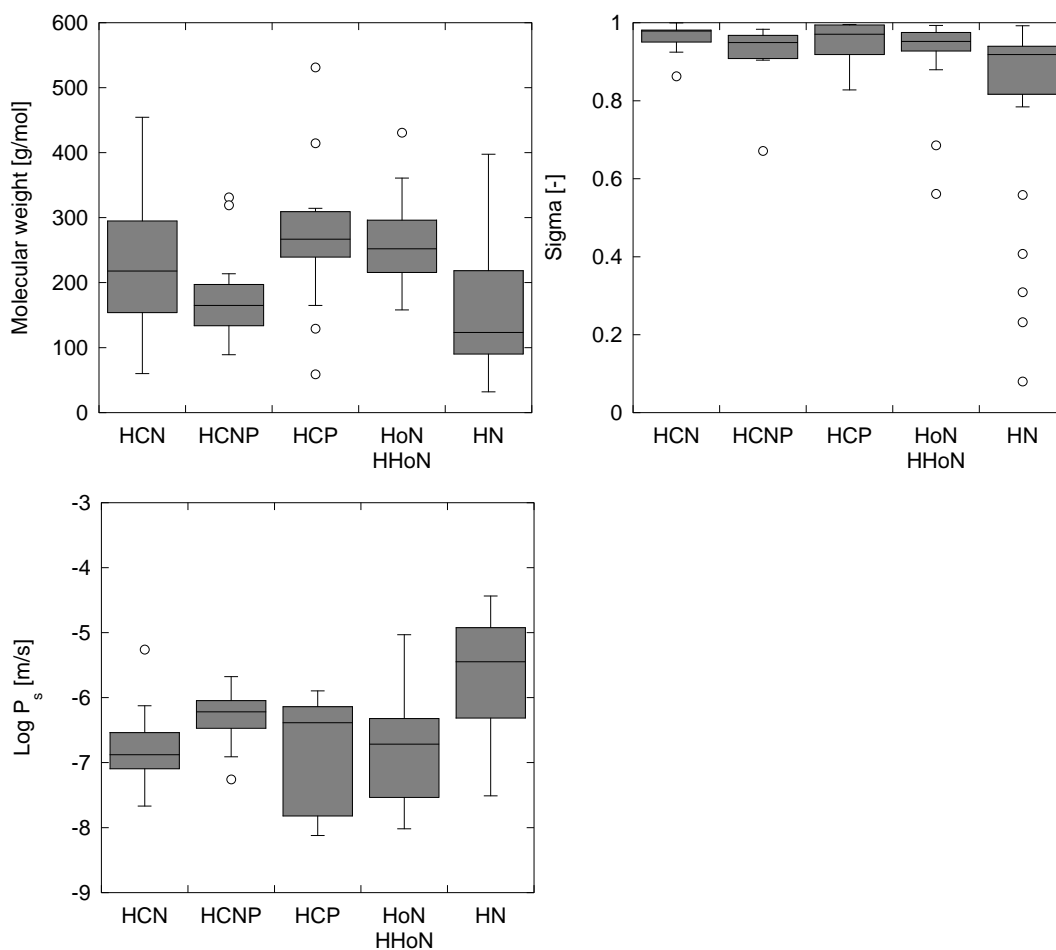 Molecular weight [g/mol]
600
500
400
300
200
100
0
HCN HCNP HCP HoN HN
HHoN
Sigma [-]
1
0.8
0.6
0.4
0.2
0
HCN HCNP HCP HoN HN
HHoN
Log P s [m/s]
-3
-4
-5
-6
-7
-8
-9
HCN HCNP HCP HoN HN
HHoN